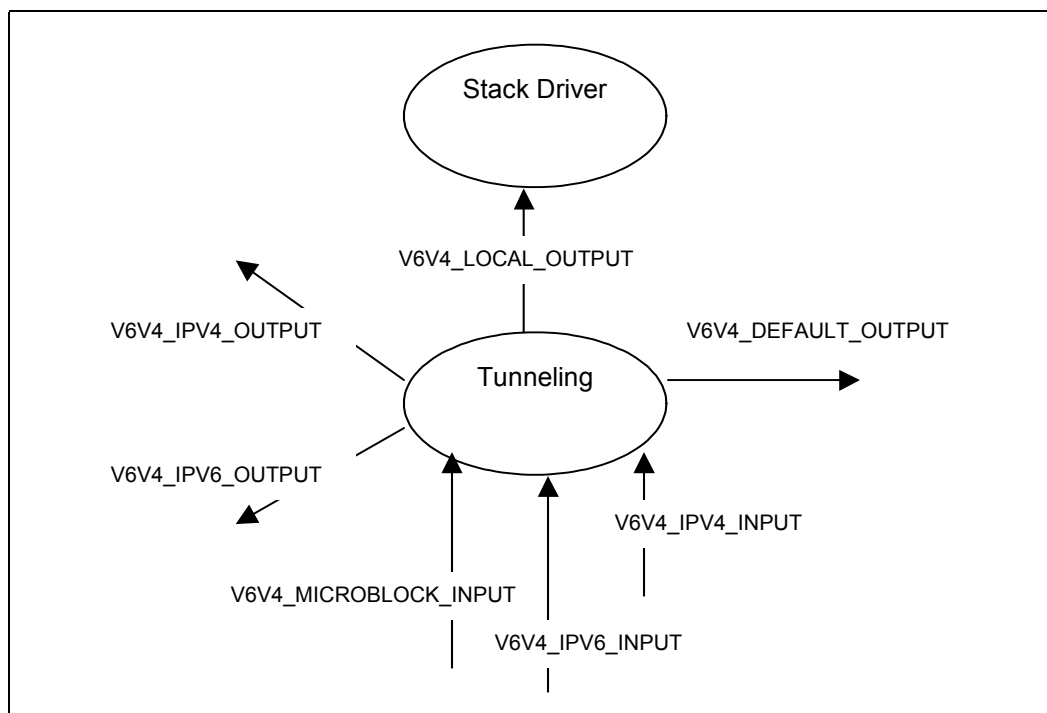 Stack Driver
V6V4_LOCAL_OUTPUT
V6V4_IPV4_OUTPUT
V6V4_DEFAULT_OUTPUT
Tunneling
V6V4_IPV6_OUTPUT
V6V4_IPV4_INPUT
V6V4_MICROBLOCK_INPUT
V6V4_IPV6_INPUT